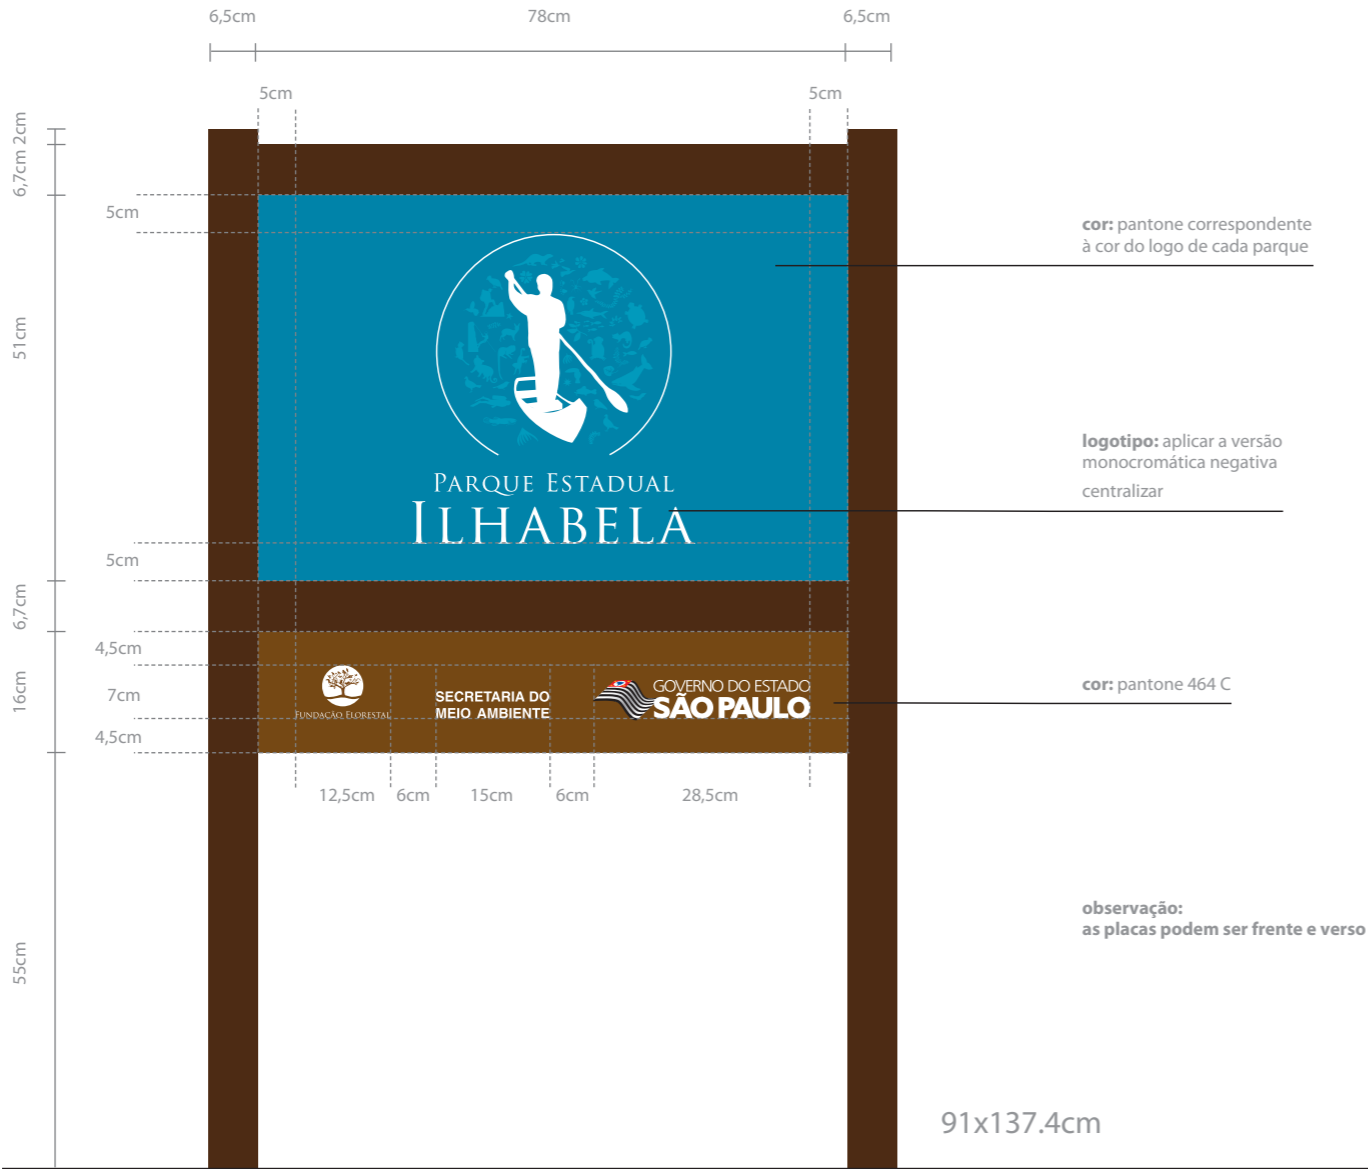 6,5cm
78cm
6,5cm
5cm
5cm
2cm
6,7cm
5cm
51cm
5cm
6,7cm
4,5cm
16cm
7cm
4,5cm
55cm
PARQUE ESTADUAL
ILHABELA
FUNDAÇÃO FLORESTAL
SECRETARIA DO
MEIO AMBIENTE
GOVERNO DO ESTADO
SÃO PAULO
12,5cm
6cm
15cm
6cm
28,5cm
cor: pantone correspondente
à cor do logo de cada parque
logotipo: aplicar a versão
monocromática negativa
centralizar
cor: pantone 464 C
observação:
as placas podem ser frente e verso
91x137.4cm